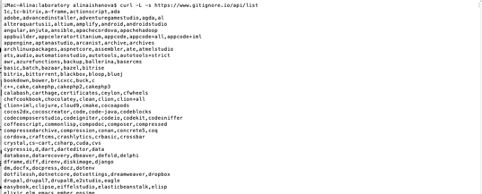 iMac-Alina:laboratory alinaishanov$ curl -L -s https://www.gitignore.io/api/list
1c,1c-bitrix,a-frame,actionscript,ada
adobe,advancedinstaller,adventuregamestudio,agda,al
alteraquartusii,altium,amplify,android,androidstudio
angular,anjuta,ansible,apachecordova,apachehadoop
appbuilder,appceleratortitanium,appcode,appcode+all,appcode+iml
appengine,aptanastudio,arcanist,archive,archives
archlinuxpackages,aspnetcore,assembler,ate,atmelstudio
ats,audio,automationstudio,autotools,autotools+strict
awr,azurefunctions,backup,ballerina,basercms
basic,batch,bazaar,bazel,bitrise
bitrix,bittorrent,blackbox,bloop,bluej
bookdown,bower,bricxcc,buck,c
c++,cake,cakephp,cakephp2,cakephp3
calabash,carthage,certificates,ceylon,cfwheels
chefcookbook,chocolatey,clean,clion,clion+all
clion+iml,clojure,cloud9,cmake,cocoapods
cocos2dx,cocoscreator,code,code-java,codeblocks
codecomposerstudio,codeigniter,codeio,codekit,codesniffer
coffeescript,commonlisp,compodoc,composer,compressed
compressedarchive,compression,conan,concrete5,coq
cordova,craftcms,crashlytics,crbasic,crossbar
crystal,cs-cart,csharp,cuda,cvs
cypressio,d,dart,darteditor,data
database,datarecovery,dbeaver,defold,delphi
dframe,diff,direnv,diskimage,django
dm,docfx,docpress,docz,dotenv
dotfilessh,dotnetcore,dotsettings,dreamweaver,dropbox
drupal,drupal7,drupal8,e2studio,eagle
easybook,eclipse,eiffelstudio,elasticbeanstalk,elisp
elixir,elm,emacs,ember,ensime